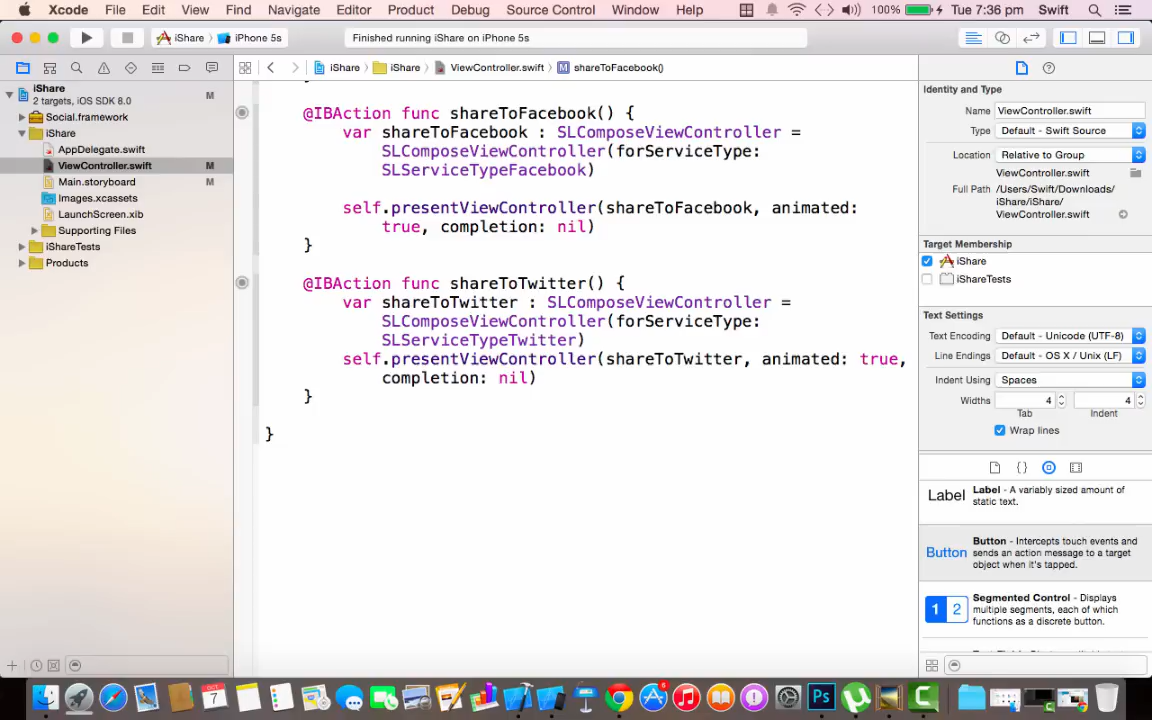 Xcode File Edit View Find Navigate Editor Product Debug Source Control Window Help 100% Tue 7:36 pm Swift
iShare iPhone 5s Finished running iShare on iPhone 5s
iShare iShare ViewController.swift M shareToFacebook()
iShare
2 targets, iOS SDK 8.0 M
Social.framework
iShare
AppDelegate.swift
ViewController.swift M
Main.storyboard M
Images.xcassets
LaunchScreen.xib
Supporting Files
iShareTests
Products
}
@IBAction func shareToFacebook() {
var shareToFacebook : SLComposeViewController =
SLComposeViewController(forServiceType:
SLServiceTypeFacebook)
self.presentViewController(shareToFacebook, animated:
true, completion: nil)
}
@IBAction func shareToTwitter() {
var shareToTwitter : SLComposeViewController =
SLComposeViewController(forServiceType:
SLServiceTypeTwitter)
self.presentViewController(shareToTwitter, animated: true,
completion: nil)
}
}
Identity and Type
Name ViewController.swift
Type Default - Swift Source
Location Relative to Group
ViewController.swift
Full Path /Users/Swift/Downloads/
iShare/iShare/
ViewController.swift
Target Membership
iShare
iShareTests
Text Settings
Text Encoding Default - Unicode (UTF-8)
Line Endings Default - OS X / Unix (LF)
Indent Using Spaces
Widths 4 4
Tab Indent
Wrap lines
{}
Label Label - A variably sized amount of
static text.
Button Button - Intercepts touch events and
sends an action message to a target
object when it's tapped.
1 2 Segmented Control - Displays
multiple segments, each of which
functions as a discrete button.
OCT
7
6
Ps